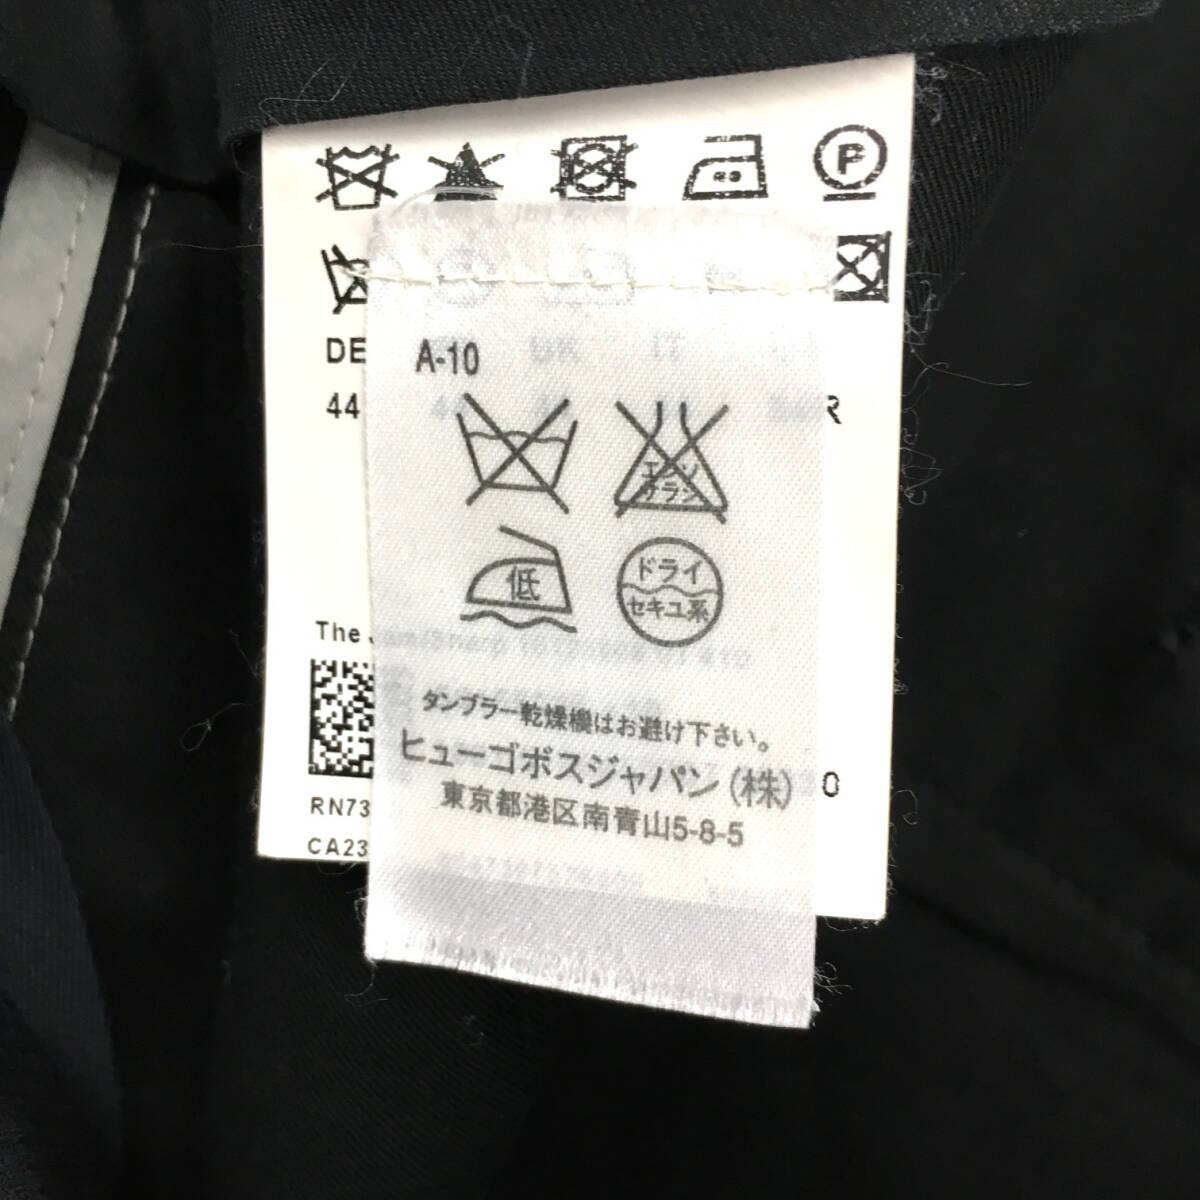 P
DE
44
R
A-10
エンソ
サラシ
低
ドライ
セキユ系
The
タンブラー乾燥機はお避け下さい。
ヒューゴボスジャパン(株)
0
東京都港区南青山5-8-5
RN73
CA23